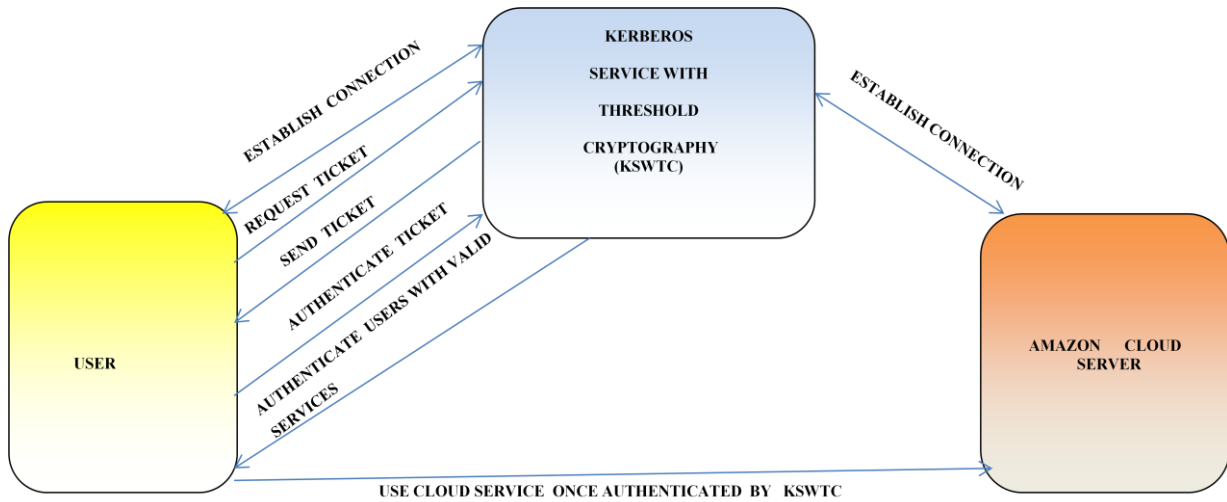 KERBEROS
SERVICE WITH
THRESHOLD
CRYPTOGRAPHY
(KSWTC)
ESTABLISH CONNECTION
REQUEST TICKET
SEND TICKET
AUTHENTICATE TICKET
AUTHENTICATE USERS WITH VALID
SERVICES
ESTABLISH CONNECTION
USER
AMAZON CLOUD
SERVER
USE CLOUD SERVICE ONCE AUTHENTICATED BY KSWTC